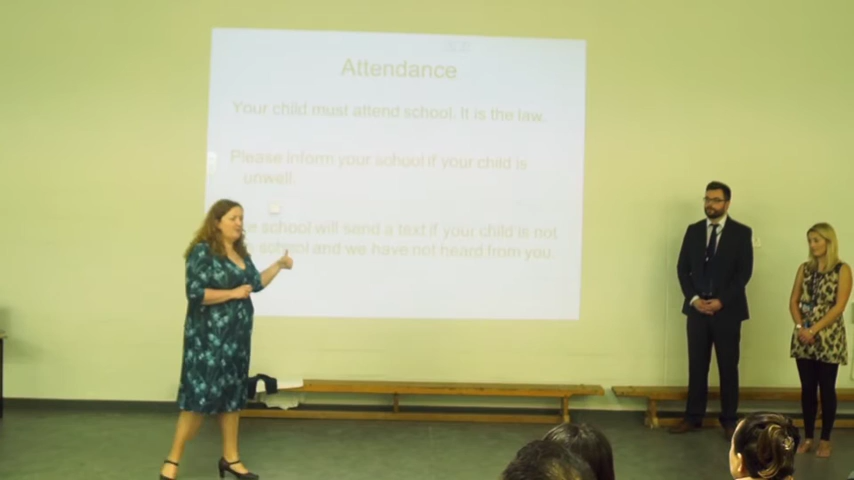 Attendance
Your child must attend school. It is the law.
Please inform your school if your child is
unwell.
school will send a text if your child is not
school and we have not heard from you.